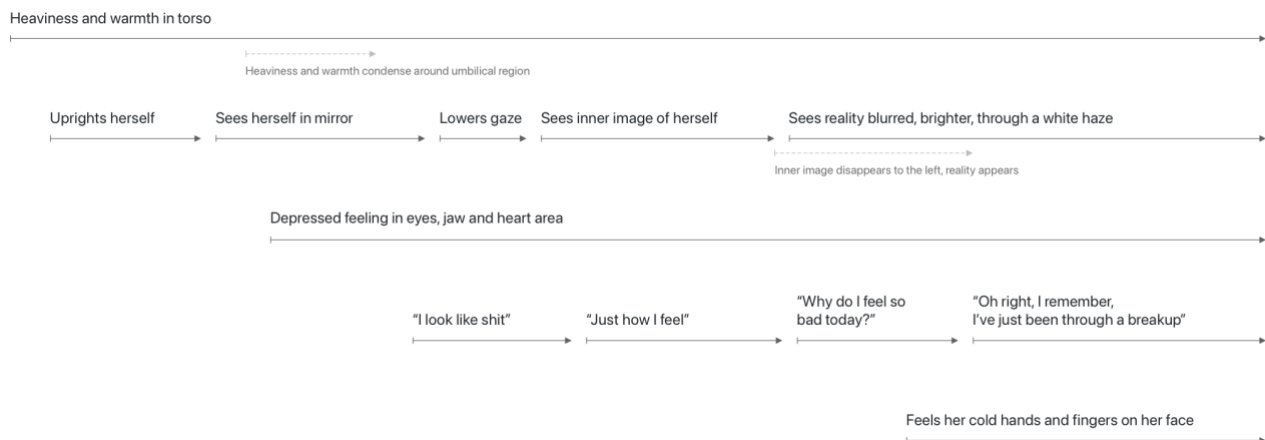 Heaviness and warmth in torso
Heaviness and warmth condense around umbilical region
Uprights herself
Sees herself in mirror
Lowers gaze
Sees inner image of herself
Sees reality blurred, brighter, through a white haze
Inner image disappears to the left, reality appears
Depressed feeling in eyes, jaw and heart area
“I look like shit”
“Just how I feel”
“Why do I feel so
bad today?”
“Oh right, I remember,
I’ve just been through a breakup”
Feels her cold hands and fingers on her face